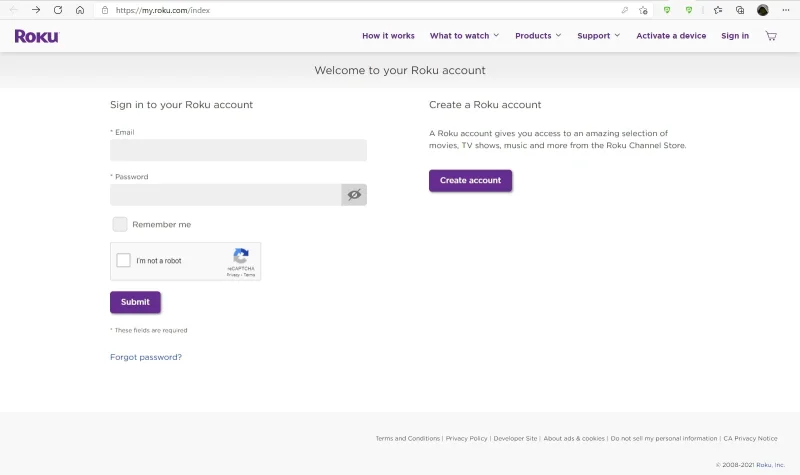 https://my.roku.com/index
Roku
How it works What to watch Products Support Activate a device Sign in
Welcome to your Roku account
Sign in to your Roku account
* Email
* Password
Remember me
I'm not a robot
reCAPTCHA
Privacy - Terms
Submit
* These fields are required
Forgot password?
Create a Roku account
A Roku account gives you access to an amazing selection of
movies, TV shows, music and more from the Roku Channel Store.
Create account
Terms and Conditions | Privacy Policy | Developer Site | About ads & cookies | Do not sell my personal information | CA Privacy Notice
© 2008-2021 Roku, Inc.